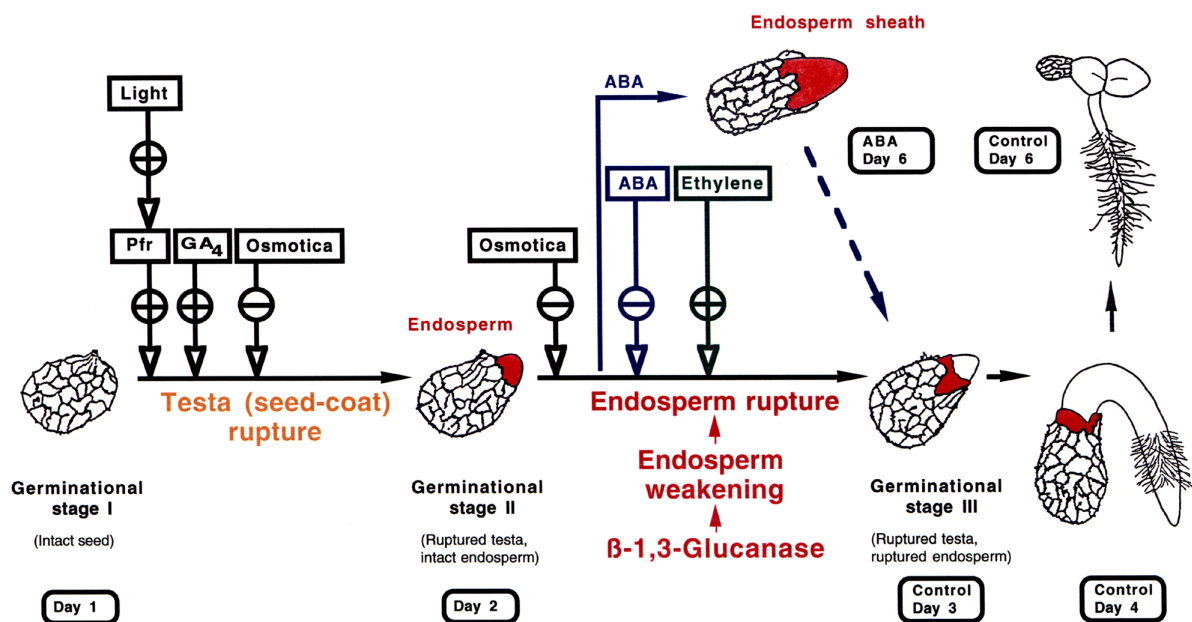 Endosperm sheath
Light
ABA
ABA
Day 6
Control
Day 6
ABA
Ethylene
Pfr
GA4
Osmotica
Osmotica
Endosperm
Testa (seed-coat)
rupture
Endosperm rupture
Endosperm
weakening
ß-1,3-Glucanase
Germinational
stage I
(Intact seed)
Germinational
stage II
(Ruptured testa,
intact endosperm)
Germinational
stage III
(Ruptured testa,
ruptured endosperm)
Day 1
Day 2
Control
Day 3
Control
Day 4